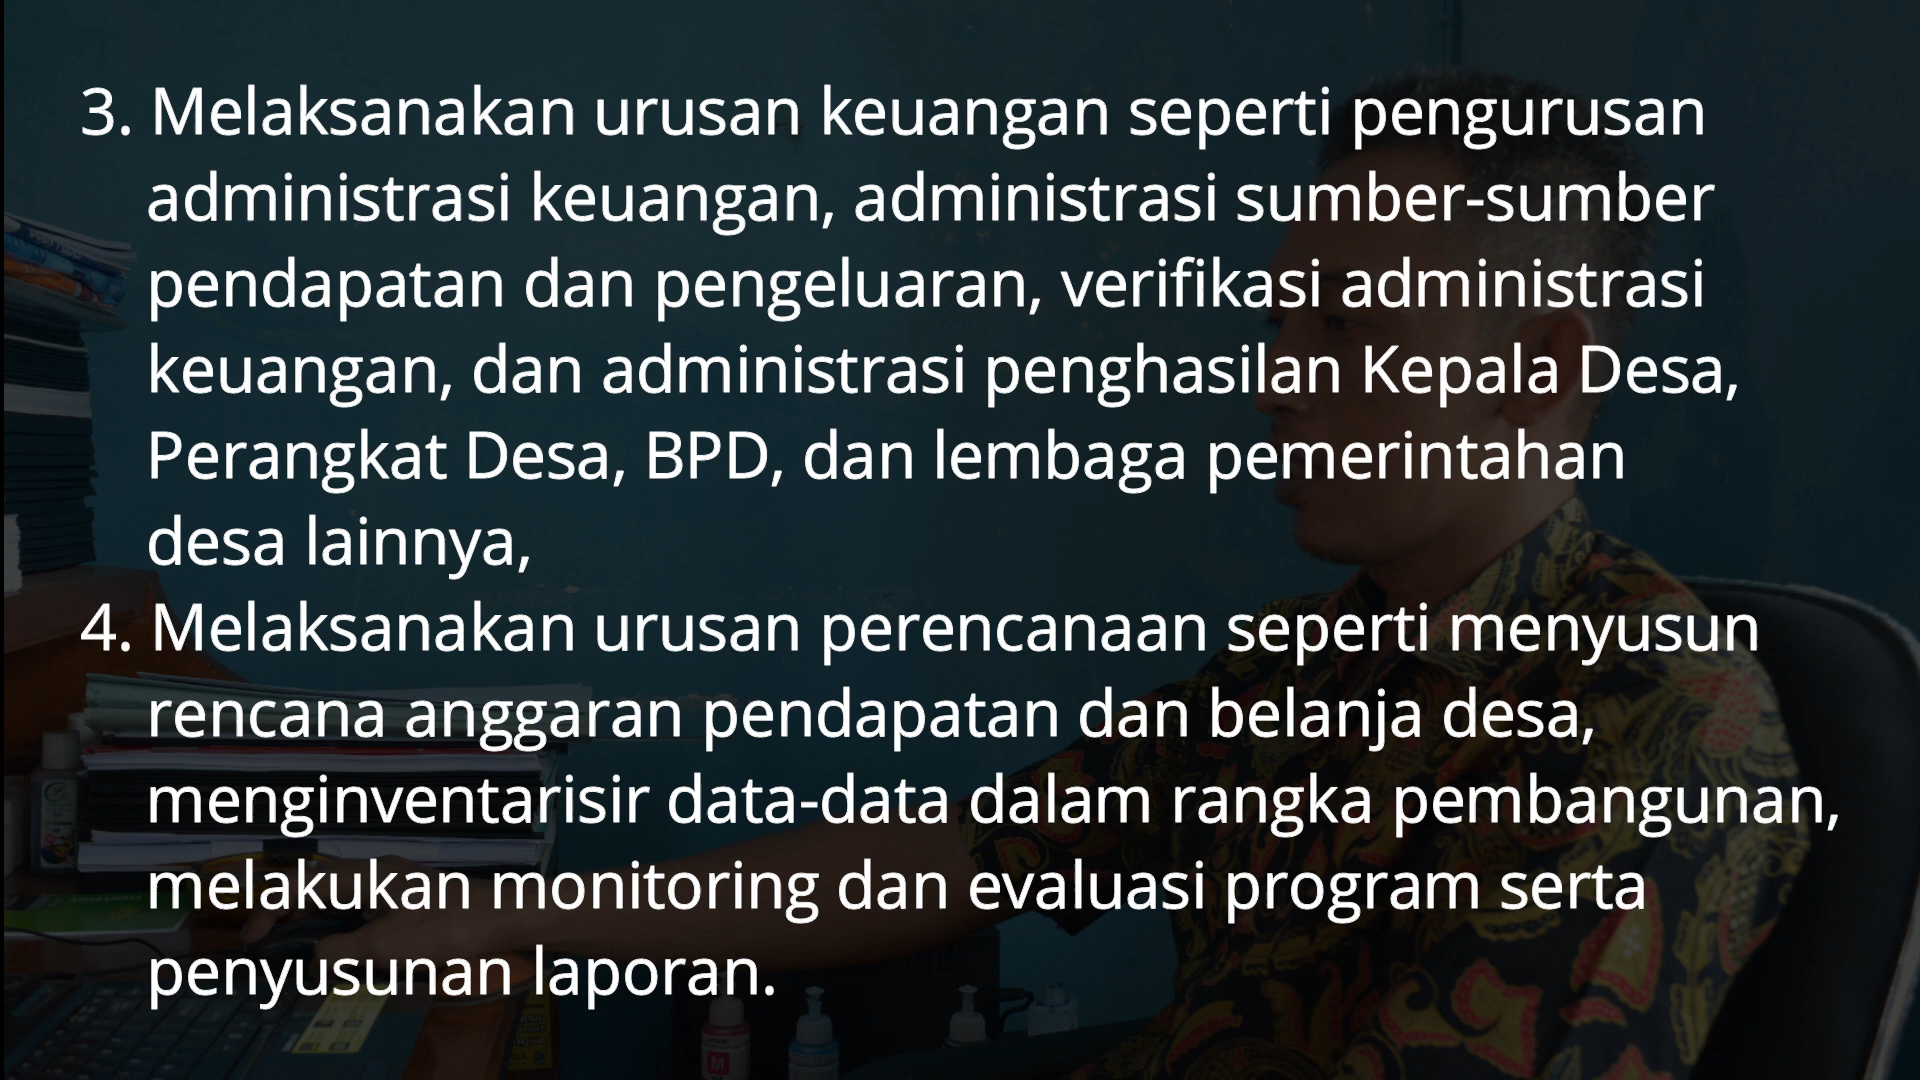 3. Melaksanakan urusan keuangan seperti pengurusan
administrasi keuangan, administrasi sumber-sumber
pendapatan dan pengeluaran, verifikasi administrasi
keuangan, dan administrasi penghasilan Kepala Desa,
Perangkat Desa, BPD, dan lembaga pemerintahan
desa lainnya,
4. Melaksanakan urusan perencanaan seperti menyusun
rencana anggaran pendapatan dan belanja desa,
menginventarisir data-data dalam rangka pembangunan,
melakukan monitoring dan evaluasi program serta
penyusunan laporan.
M